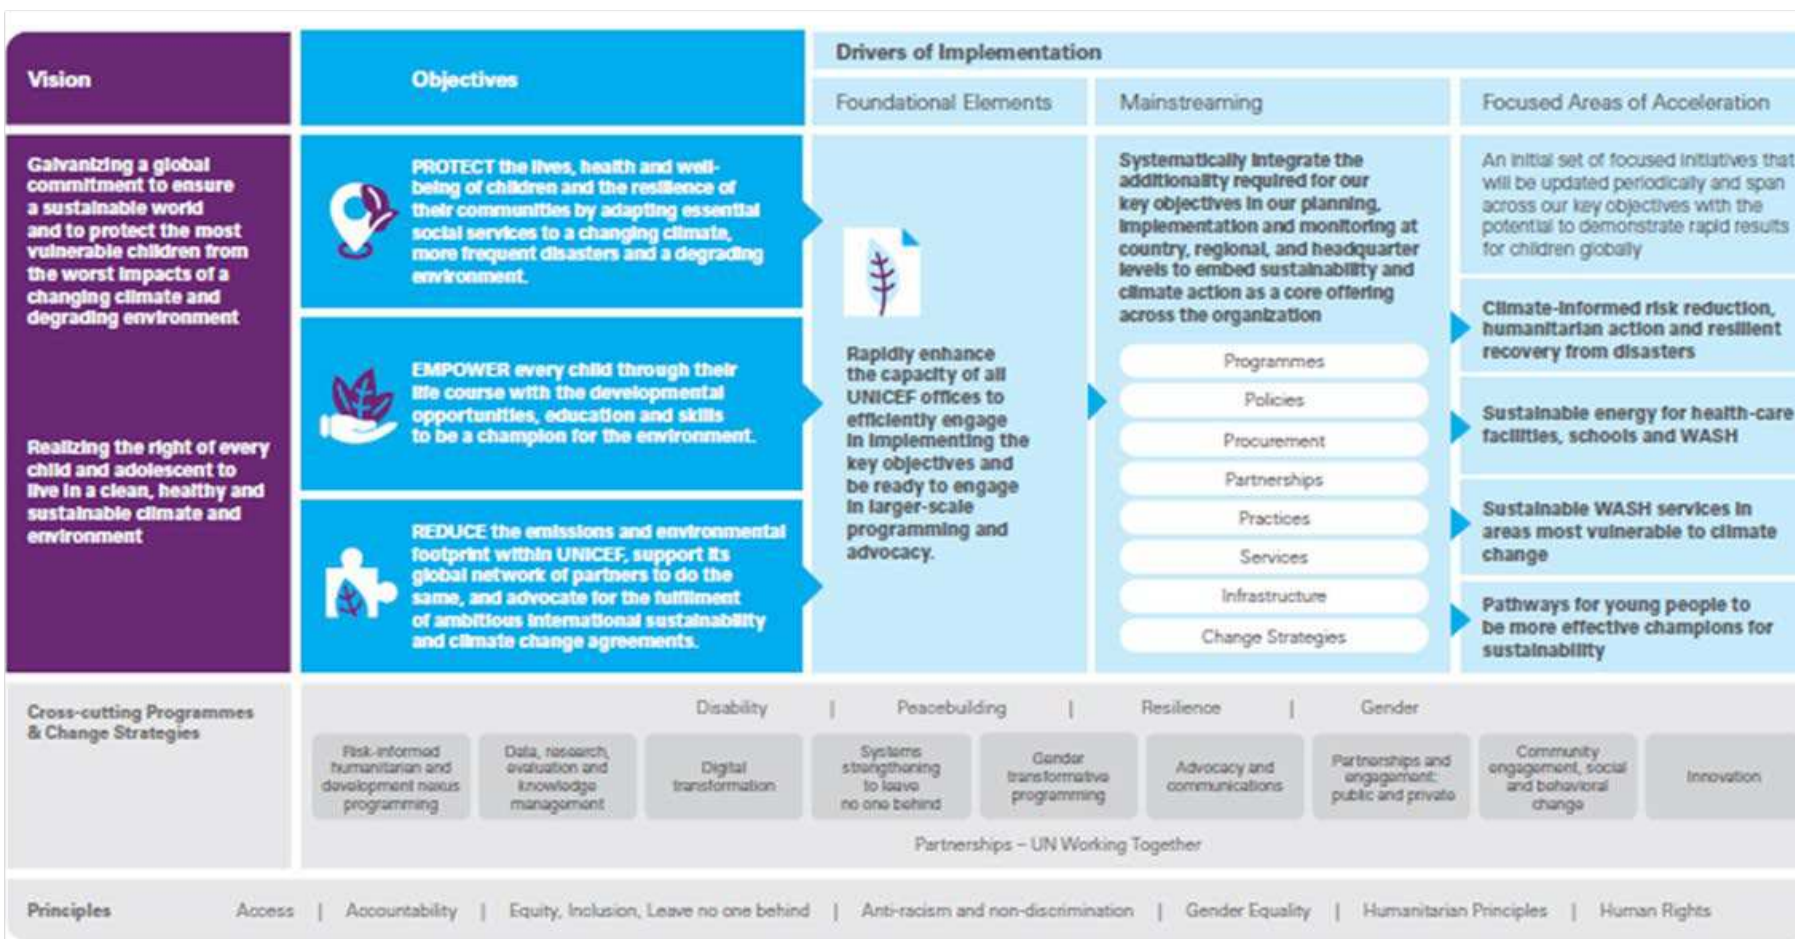 Vision
Objectives
Drivers of Implementation
Foundational Elements
Mainstreaming
Focused Areas of Acceleration
Galvanizing a global
commitment to ensure
a sustainable world
and to protect the most
vulnerable children from
the worst impacts of a
changing climate and
degrading environment
Realizing the right of every
child and adolescent to
live in a clean, healthy and
sustainable climate and
environment
PROTECT the lives, health and well-
being of children and the resilience of
their communities by adapting essential
social services to a changing climate,
more frequent disasters and a degrading
environment.
EMPOWER every child through their
life course with the developmental
opportunities, education and skills
to be a champion for the environment.
REDUCE the emissions and environmental
footprint within UNICEF, support its
global network of partners to do the
same, and advocate for the fulfilment
of ambitious international sustainability
and climate change agreements.
Rapidly enhance
the capacity of all
UNICEF offices to
efficiently engage
in implementing the
key objectives and
be ready to engage
in larger-scale
programming and
advocacy.
Systematically integrate the
additionality required for our
key objectives in our planning,
implementation and monitoring at
country, regional, and headquarter
levels to embed sustainability and
climate action as a core offering
across the organization
Programmes
Policies
Procurement
Partnerships
Practices
Services
Infrastructure
Change Strategies
An initial set of focused initiatives that
will be updated periodically and span
across our key objectives with the
potential to demonstrate rapid results
for children globally
Climate-informed risk reduction,
humanitarian action and resilient
recovery from disasters
Sustainable energy for health-care
facilities, schools and WASH
Sustainable WASH services in
areas most vulnerable to climate
change
Pathways for young people to
be more effective champions for
sustainability
Cross-cutting Programmes
& Change Strategies
Disability | Peacebuilding | Resilience | Gender
Risk-informed
humanitarian and
development nexus
programming
Data, research,
evaluation and
knowledge
management
Digital
transformation
Systems
strengthening
to leave
no one behind
Gender
transformative
programming
Advocacy and
communications
Partnerships and
engagement:
public and private
Community
engagement, social
and behavioral
change
Innovation
Partnerships – UN Working Together
Principles
Access | Accountability | Equity, Inclusion, Leave no one behind | Anti-racism and non-discrimination | Gender Equality | Humanitarian Principles | Human Rights